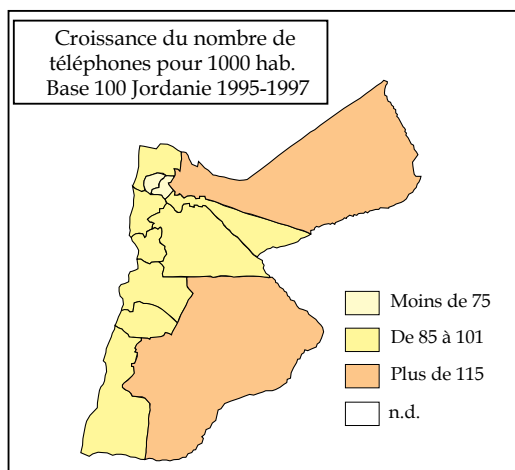 Croissance du nombre de
téléphones pour 1000 hab.
Base 100 Jordanie 1995-1997
Moins de 75
De 85 à 101
Plus de 115
n.d.